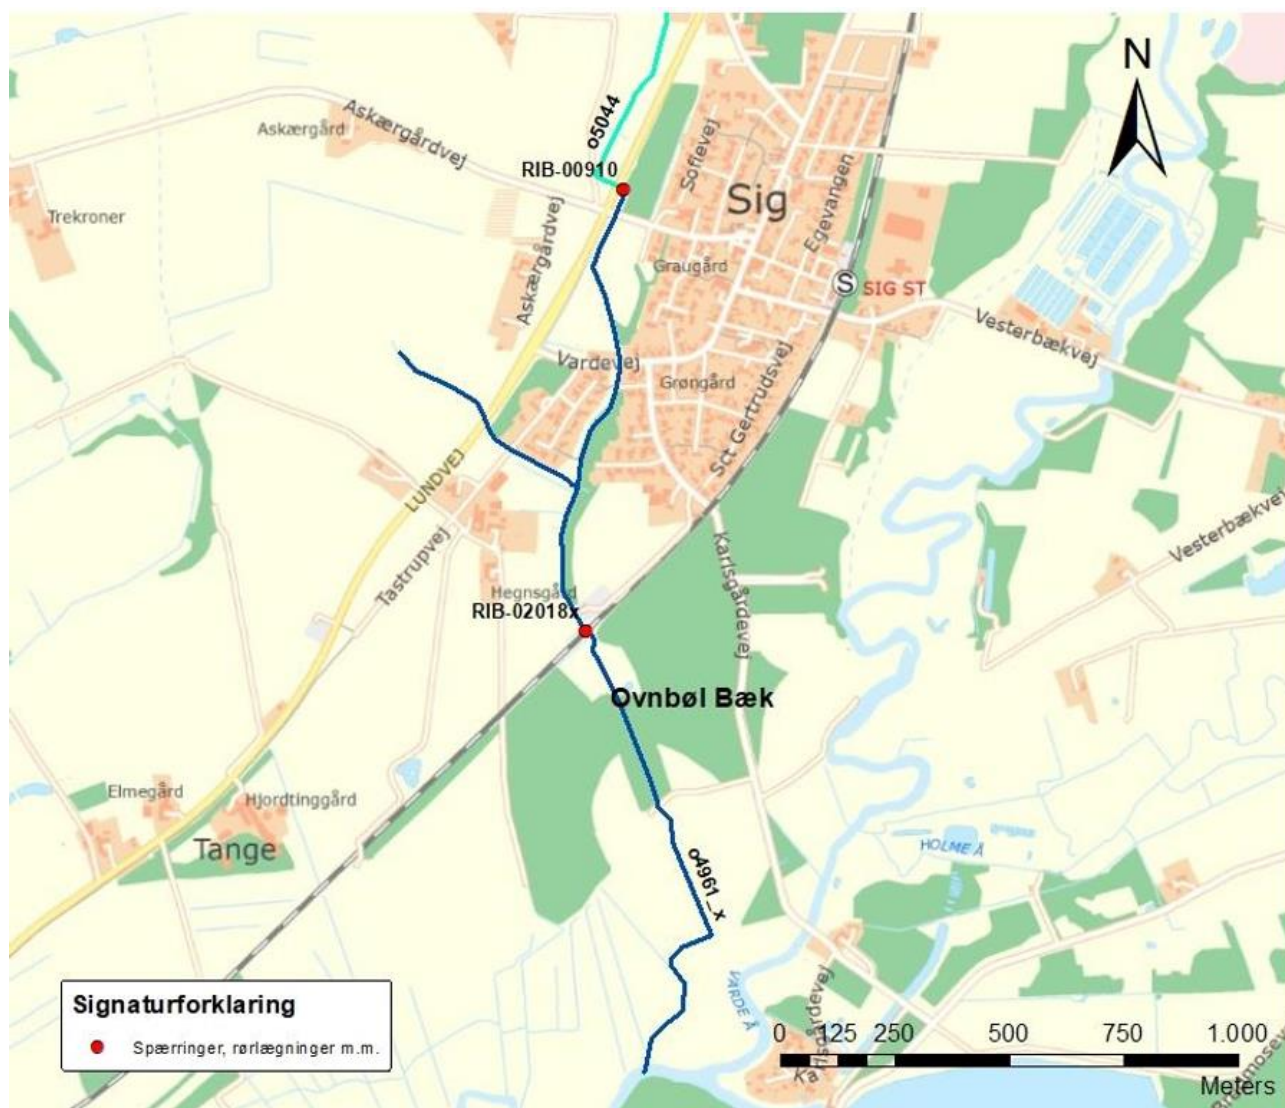 N
o5044
Askærgårdvej
Askærgård
RIB-00910
Sofievej
Sig
Egevangen
Trekroner
Askærgårdvej
Graugård
S
SIG ST
Vesterbækvej
Vardevej
Grøngård
Sct Gertrudsvej
LUNDVEJ
Tastrupvej
Vesterbækvej
Karlsgårdevej
Hegnsgård
RIB-02018x
Ovnbøl Bæk
Elmegård
Hjordtinggård
Tange
HOLME Å
o4961_x
VARDE Å
Signaturforklaring
Spærringer, rørlægninger m.m.
0 125 250 500 750 1.000
Meters